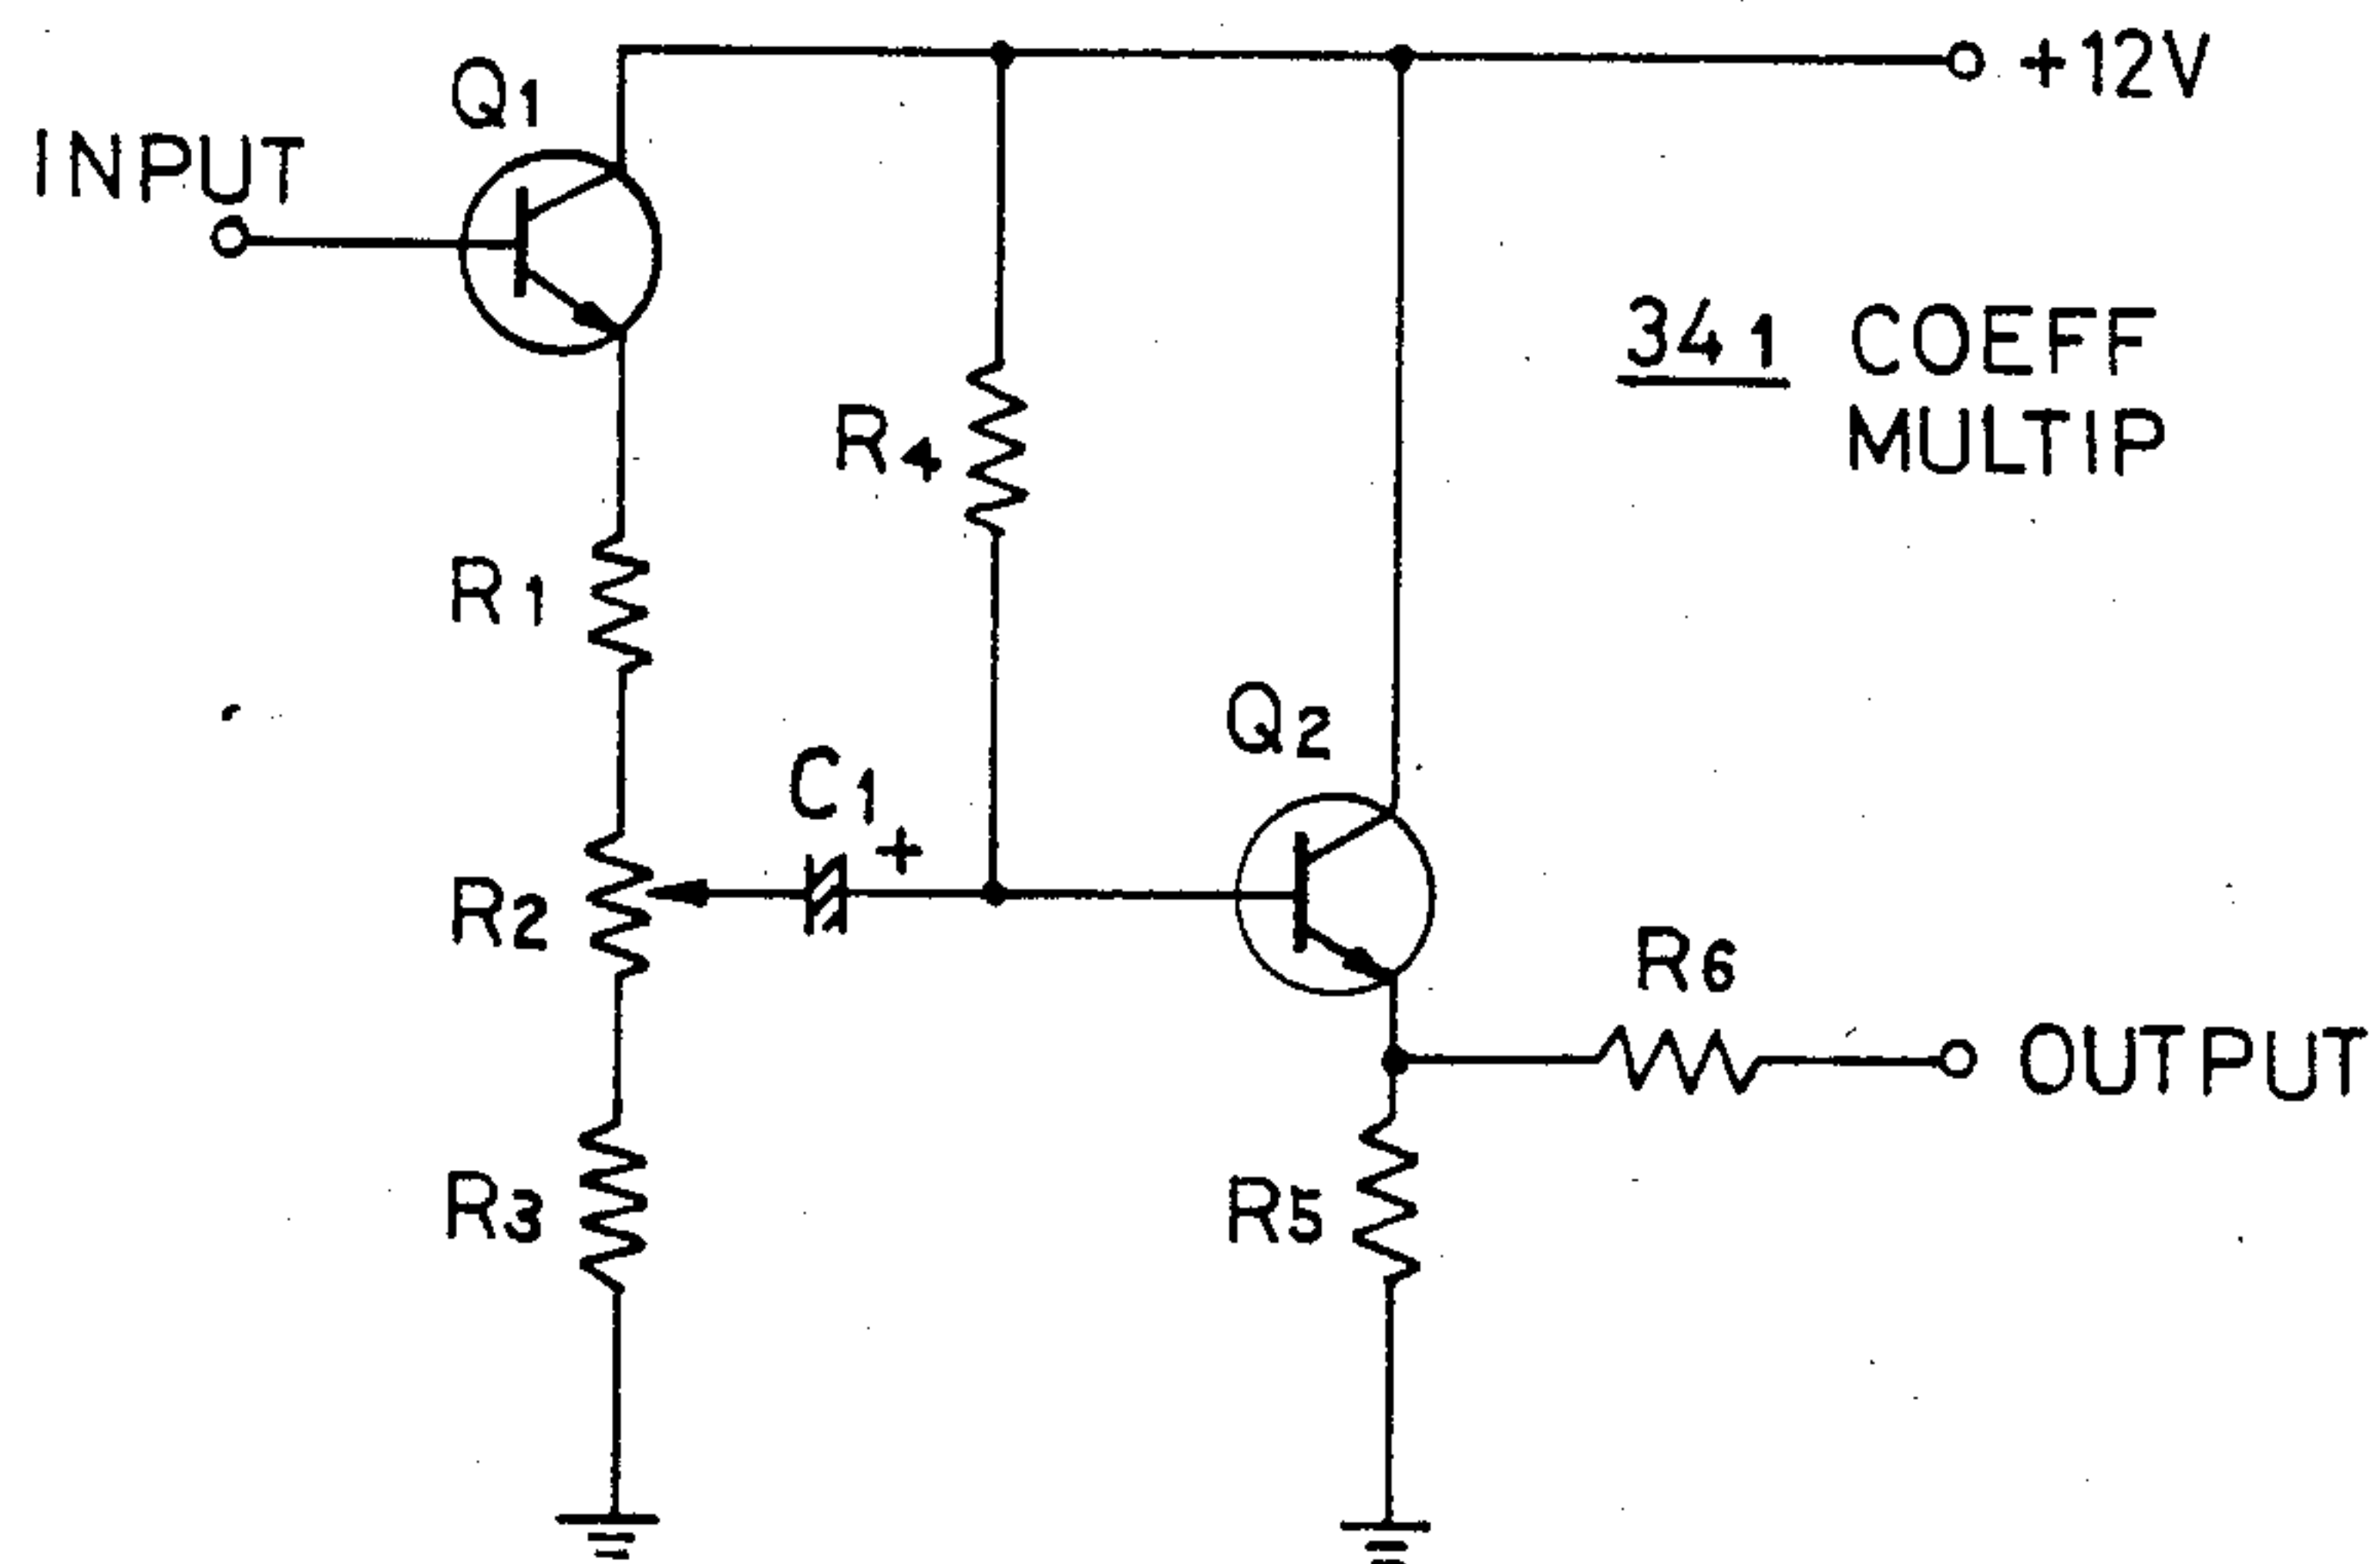 +12V
Q1
INPUT
341 COEFF
MULTIP
R4
R1
Q2
C1
+
R2
R6
OUTPUT
R3
R5